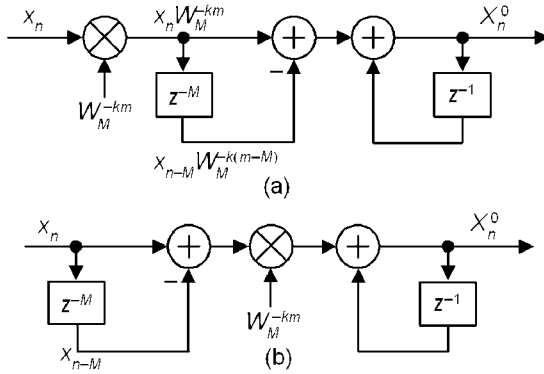 x_n x_n W_M^{-km} X_n^0
z^{-M} − z^{-1}
W_M^{-km}
x_{n-M} W_M^{-k(m-M)}
(a)
x_n X_n^0
z^{-M} − z^{-1}
W_M^{-km}
x_{n-M} (b)